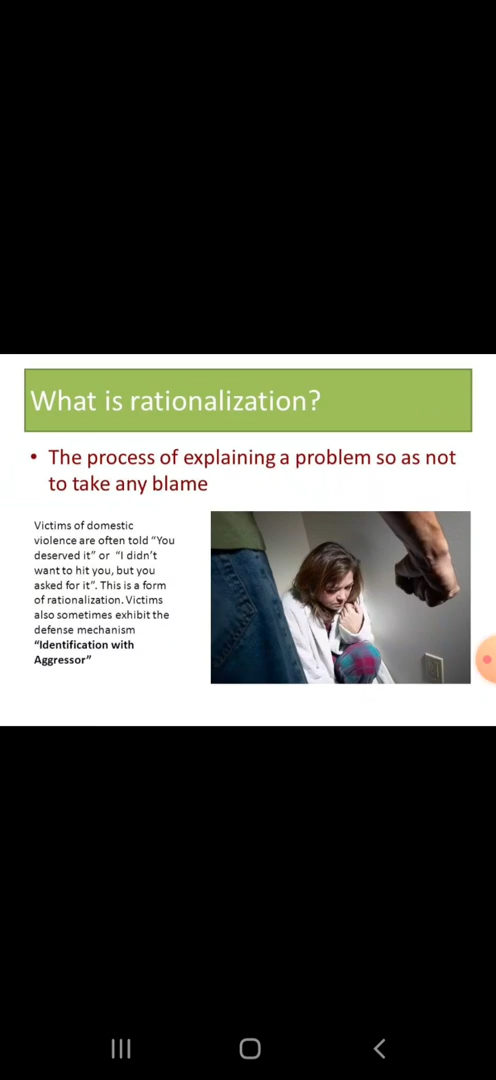 What is rationalization?
• The process of explaining a problem so as not
to take any blame
Victims of domestic
violence are often told “You
deserved it” or “I didn’t
want to hit you, but you
asked for it”. This is a form
of rationalization. Victims
also sometimes exhibit the
defense mechanism
“Identification with
Aggressor”